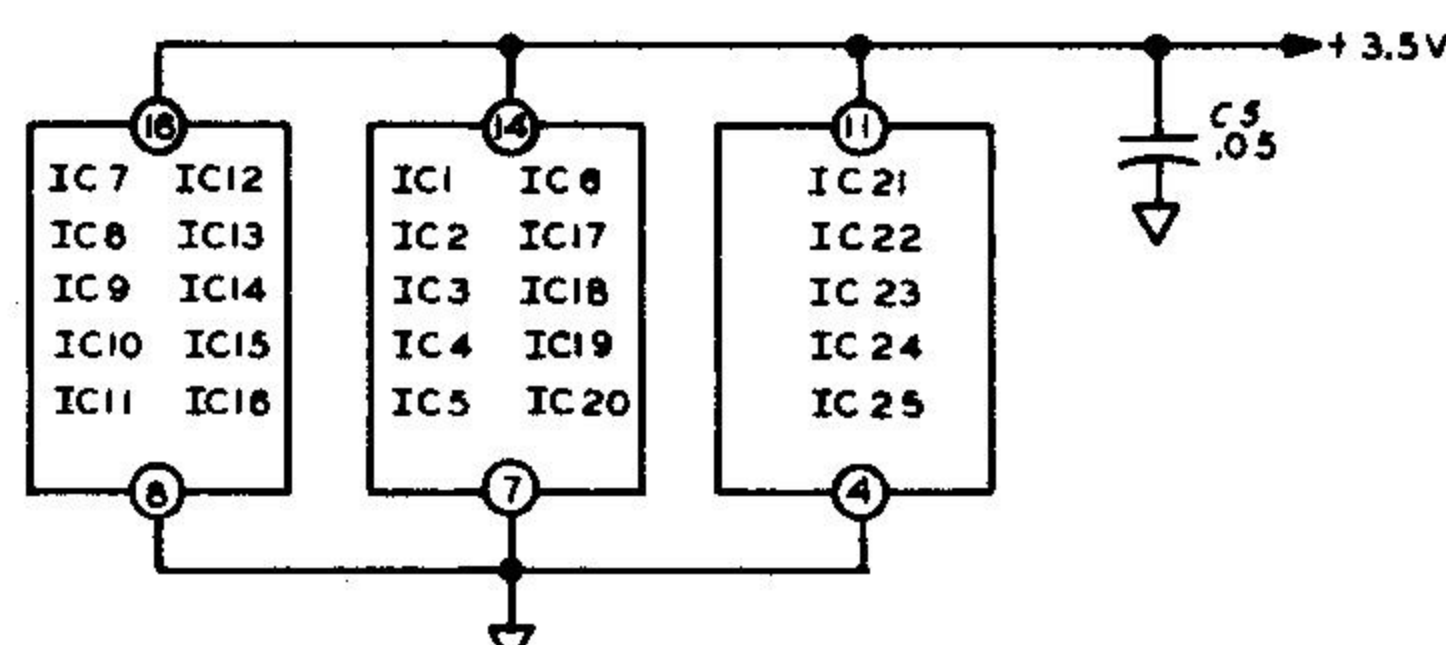 + 3.5V
16
14
11
C5
.05
IC7 IC12
IC8 IC13
IC9 IC14
IC10 IC15
IC11 IC16
IC1 IC6
IC2 IC17
IC3 IC18
IC4 IC19
IC5 IC20
IC21
IC22
IC23
IC24
IC25
8
7
4